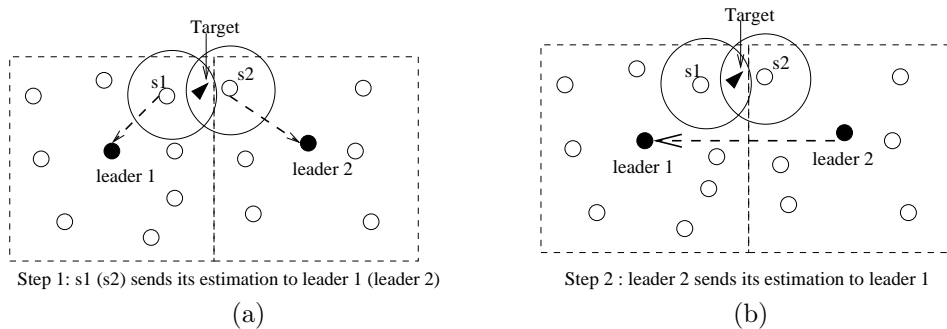 Target
s1
s2
leader 1
leader 2
Step 1: s1 (s2) sends its estimation to leader 1 (leader 2)
(a)
Target
s1
s2
leader 1
leader 2
Step 2 : leader 2 sends its estimation to leader 1
(b)